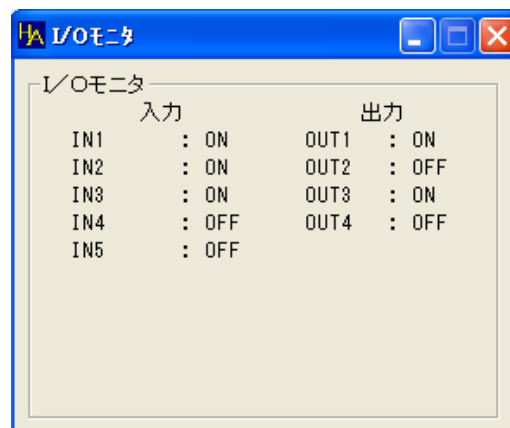 HA I/Oモニタ
I/Oモニタ
入力 出力
IN1 : ON OUT1 : ON
IN2 : ON OUT2 : OFF
IN3 : ON OUT3 : ON
IN4 : OFF OUT4 : OFF
IN5 : OFF